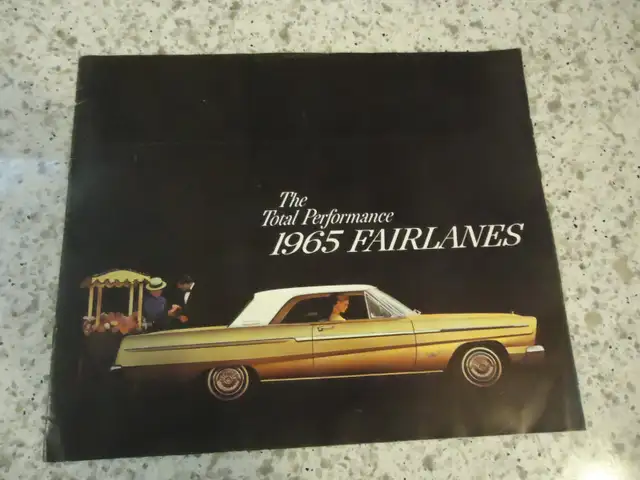 The
Total Performance
1965 FAIRLANES